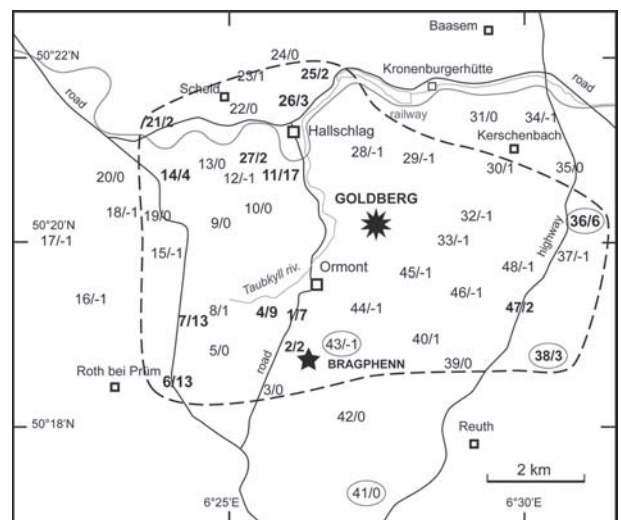 Baasem
50°22'N
24/0
road
23/1
25/2
Scheid
Kronenburgerhütte
road
22/0
26/3
railway
21/2
31/0
34/-1
Hallschlag
Kerschenbach
27/2
28/-1
29/-1
13/0
14/4
12/-1
11/17
30/1
35/0
20/0
GOLDBERG
10/0
18/-1
19/0
9/0
32/-1
36/6
50°20'N
17/-1
33/-1
highway
15/-1
37/-1
Taubkyll riv.
Ormont
45/-1
48/-1
46/-1
16/-1
8/1
4/9
1/7
44/-1
47/2
7/13
5/0
2/2
43/-1
40/1
38/3
BRAGPHENN
road
39/0
Roth bei Prüm
6/13
3/0
50°18'N
42/0
Reuth
2 km
41/0
6°25'E
6°30'E